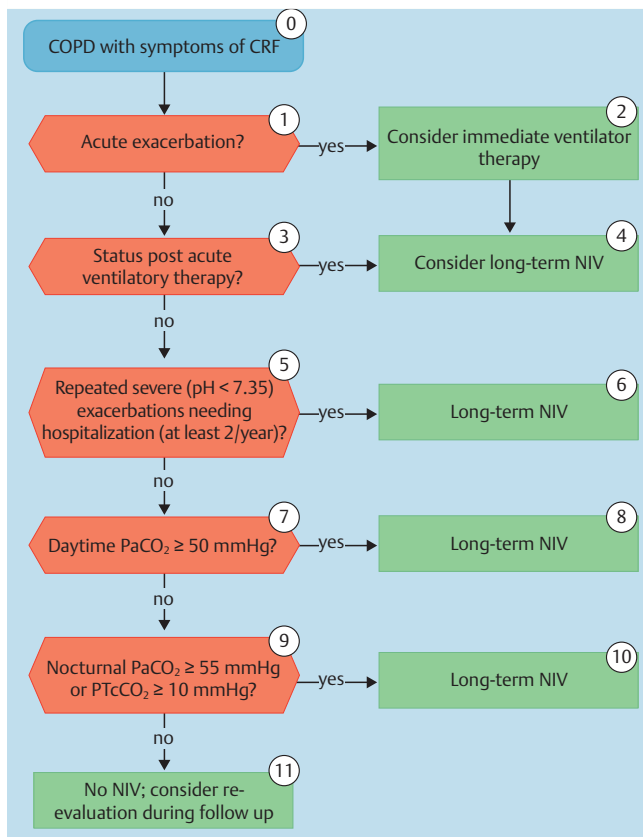 0
COPD with symptoms of CRF
1
Acute exacerbation?
yes
2
Consider immediate ventilator
therapy
no
3
Status post acute
ventilatory therapy?
yes
4
Consider long-term NIV
no
5
Repeated severe (pH < 7.35)
exacerbations needing
hospitalization (at least 2/year)?
yes
6
Long-term NIV
no
7
Daytime PaCO₂ ≥ 50 mmHg?
yes
8
Long-term NIV
no
9
Nocturnal PaCO₂ ≥ 55 mmHg
or PTcCO₂ ≥ 10 mmHg?
yes
10
Long-term NIV
no
11
No NIV; consider re-
evaluation during follow up